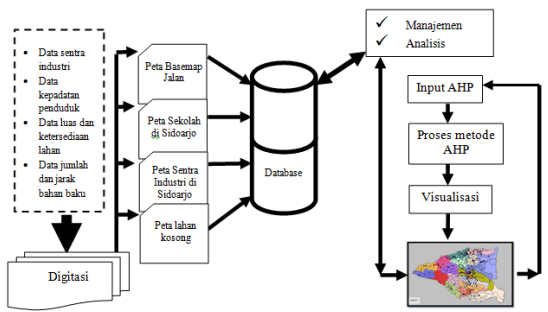 Data sentra
industri
Data
kepadatan
penduduk
Data luas dan
ketersediaan
lahan
Data jumlah
dan jarak
bahan baku
Digitasi
Peta Basemap
Jalan
Peta Sekolah
di Sidoarjo
Peta Sentra
Industri di
Sidoarjo
Peta lahan
kosong
Database
Manajemen
Analisis
Input AHP
Proses metode
AHP
Visualisasi